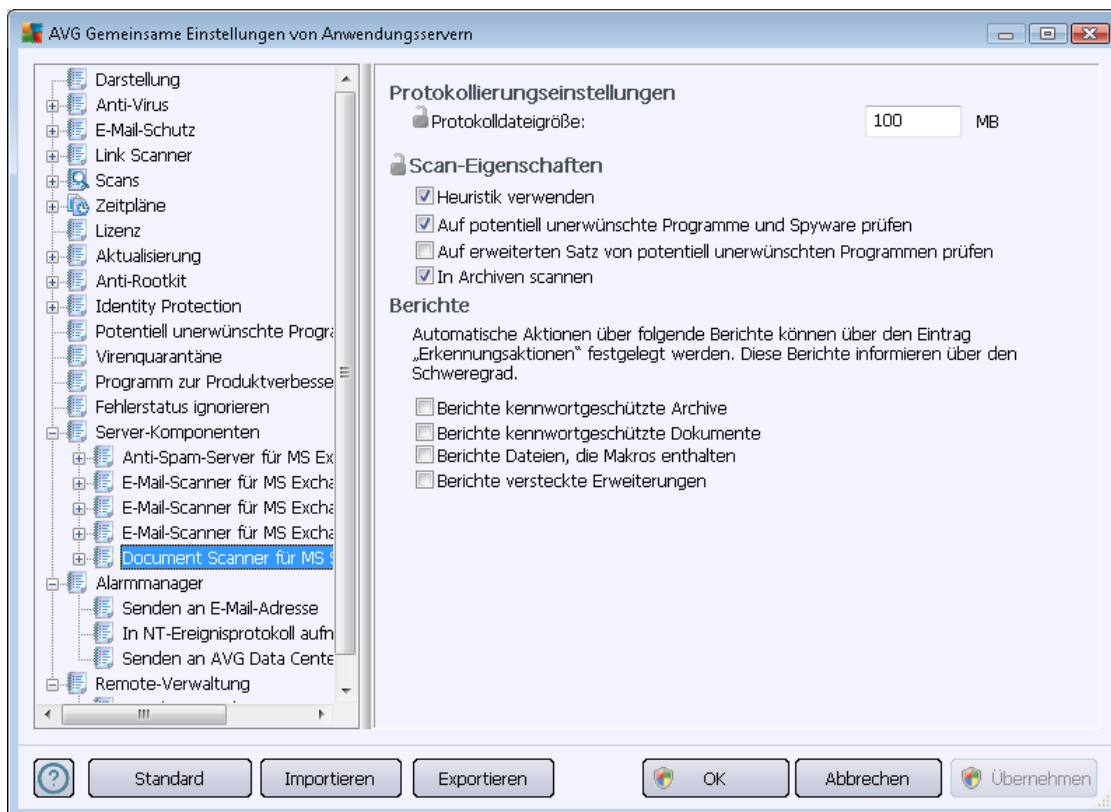 AVG Gemeinsame Einstellungen von Anwendungsservern
Darstellung
Anti-Virus
E-Mail-Schutz
Link Scanner
Scans
Zeitpläne
Lizenz
Aktualisierung
Anti-Rootkit
Identity Protection
Potentiell unerwünschte Progra
Virenquarantäne
Programm zur Produktverbesse
Fehlerstatus ignorieren
Server-Komponenten
Anti-Spam-Server für MS Ex
E-Mail-Scanner für MS Excha
E-Mail-Scanner für MS Excha
E-Mail-Scanner für MS Excha
Document Scanner für MS S
Alarmmanager
Senden an E-Mail-Adresse
In NT-Ereignisprotokoll aufn
Senden an AVG Data Cente
Remote-Verwaltung
Protokollierungseinstellungen
Protokolldateigröße: 100 MB
Scan-Eigenschaften
Heuristik verwenden
Auf potentiell unerwünschte Programme und Spyware prüfen
Auf erweiterten Satz von potentiell unerwünschten Programmen prüfen
In Archiven scannen
Berichte
Automatische Aktionen über folgende Berichte können über den Eintrag
„Erkennungsaktionen“ festgelegt werden. Diese Berichte informieren über den
Schweregrad.
Berichte kennwortgeschützte Archive
Berichte kennwortgeschützte Dokumente
Berichte Dateien, die Makros enthalten
Berichte versteckte Erweiterungen
? Standard Importieren Exportieren OK Abbrechen Übernehmen